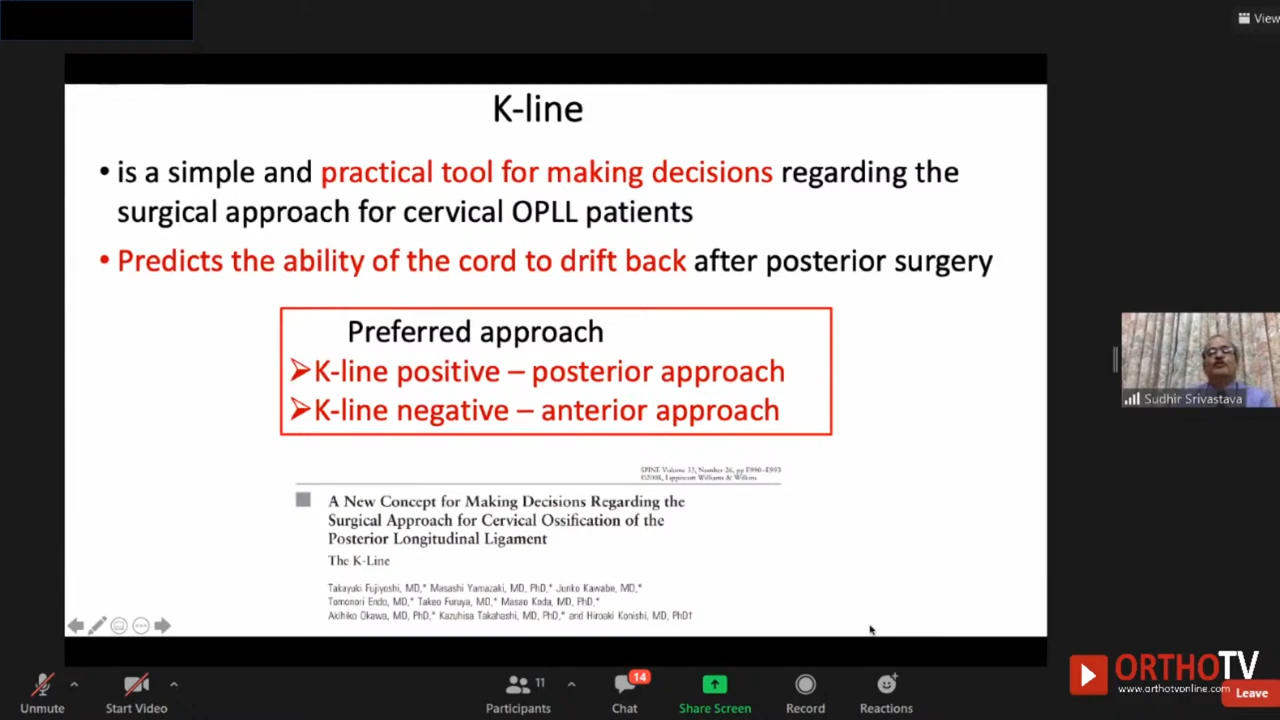 View
K-line
• is a simple and practical tool for making decisions regarding the
surgical approach for cervical OPLL patients
• Predicts the ability of the cord to drift back after posterior surgery
Preferred approach
➢K-line positive – posterior approach
➢K-line negative – anterior approach
SPINE Volume 33, Number 26, pp E990–E993
©2008, Lippincott Williams & Wilkins
A New Concept for Making Decisions Regarding the
Surgical Approach for Cervical Ossification of the
Posterior Longitudinal Ligament
The K-Line
Takayuki Fujiyoshi, MD,* Masashi Yamazaki, MD, PhD,* Junko Kawabe, MD,*
Tomonori Endo, MD,* Takeo Furuya, MD,* Masao Koda, MD, PhD,*
Akihiko Okawa, MD, PhD,* Kazuhisa Takahashi, MD, PhD,* and Hiroaki Konishi, MD, PhD†
Sudhir Srivastava
Unmute
Start Video
11
Participants
14
Chat
Share Screen
Record
Reactions
ORTHOTV
www.orthotvonline.com
Leave